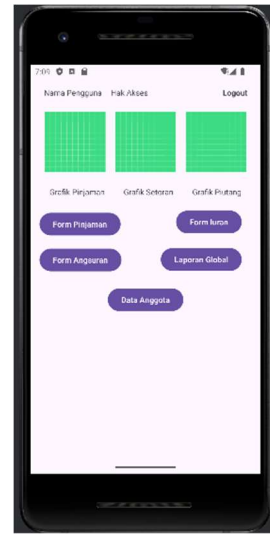 7:09
Nama Pengguna Hak Akses Logout
Grafik Pinjaman Grafik Setoran Grafik Piutang
Form Pinjaman Form Iuran
Form Angsuran Laporan Global
Data Anggota